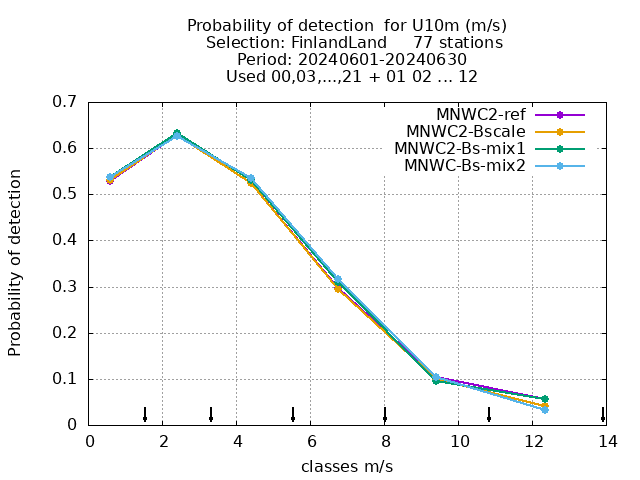 Probability of detection  for U10m (m/s)
Selection: FinlandLand     77 stations
Period: 20240601-20240630
Used 00,03,...,21 + 01 02 ... 12
0.7
0.6
0.5
0.4
0.3
0.2
0.1
0
Probability of detection
MNWC2-ref
MNWC2-Bscale
MNWC2-Bs-mix1
MNWC-Bs-mix2
0 2 4 6 8 10 12 14
classes m/s